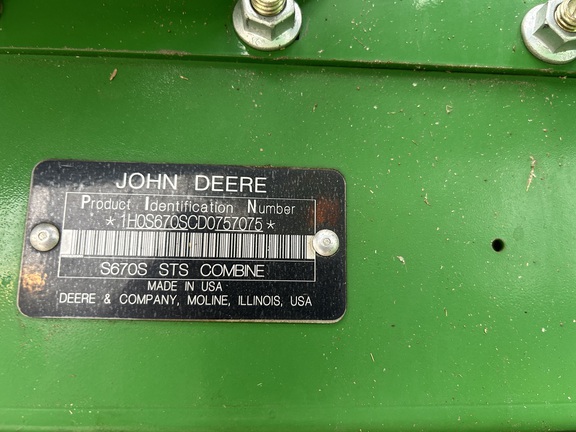 JOHN DEERE
Product Identification Number
*1H0S670SCD0757075*
S670S STS COMBINE
MADE IN USA
DEERE & COMPANY, MOLINE, ILLINOIS, USA